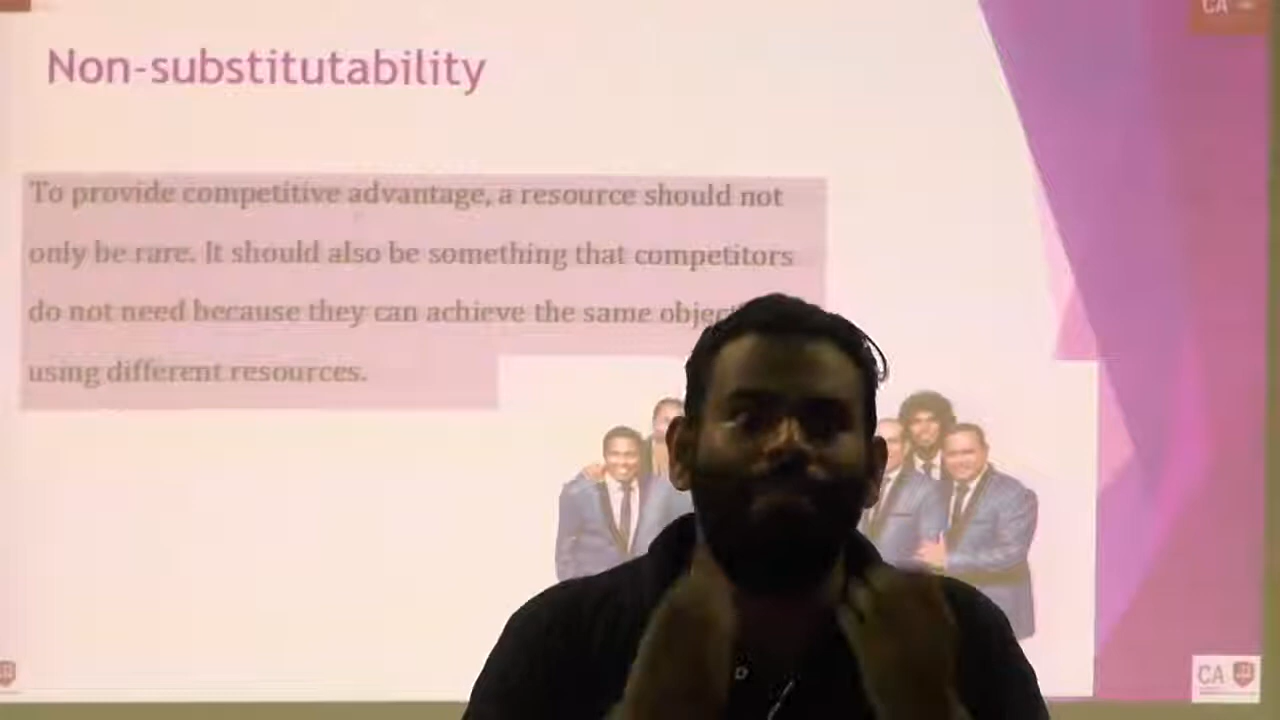 CA
Non-substitutability
To provide competitive advantage, a resource should not
only be rare. It should also be something that competitors
do not need because they can achieve the same
using different resources.
CA